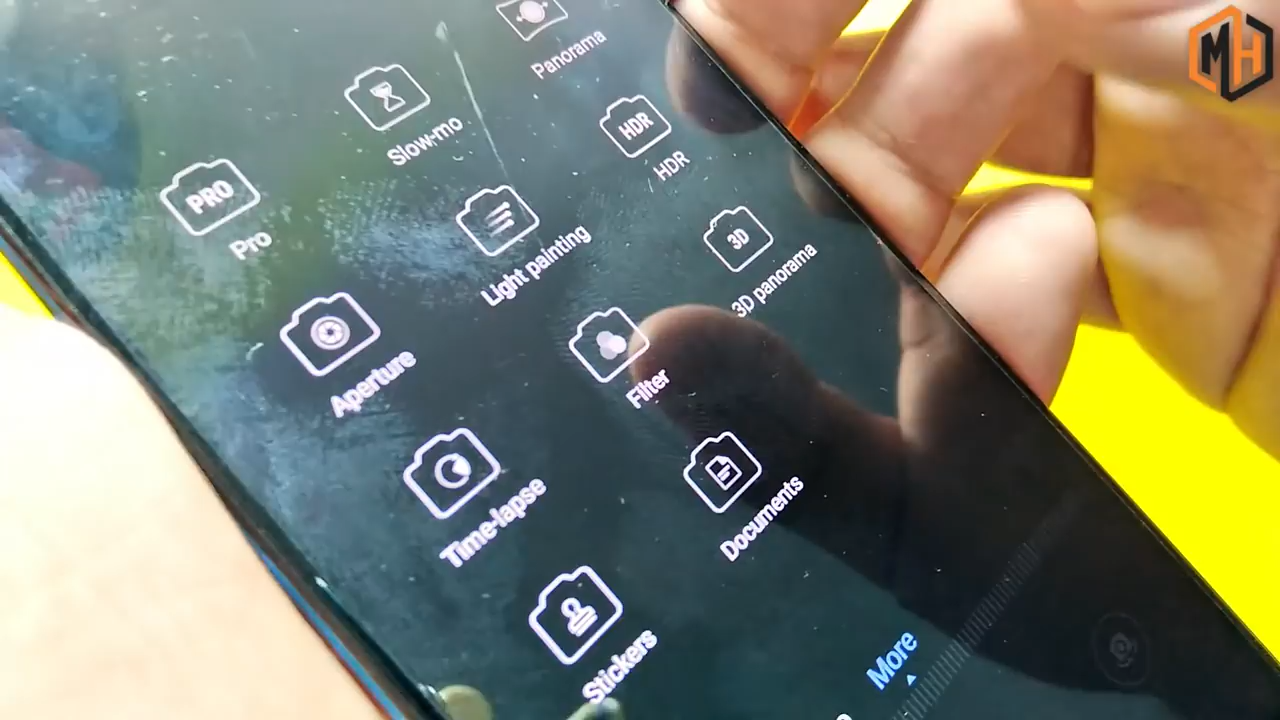 MH
PRO
Pro
Slow-mo
Panorama
Aperture
Light painting
HDR
HDR
Time-lapse
Filter
3D
3D panorama
Stickers
Documents
More